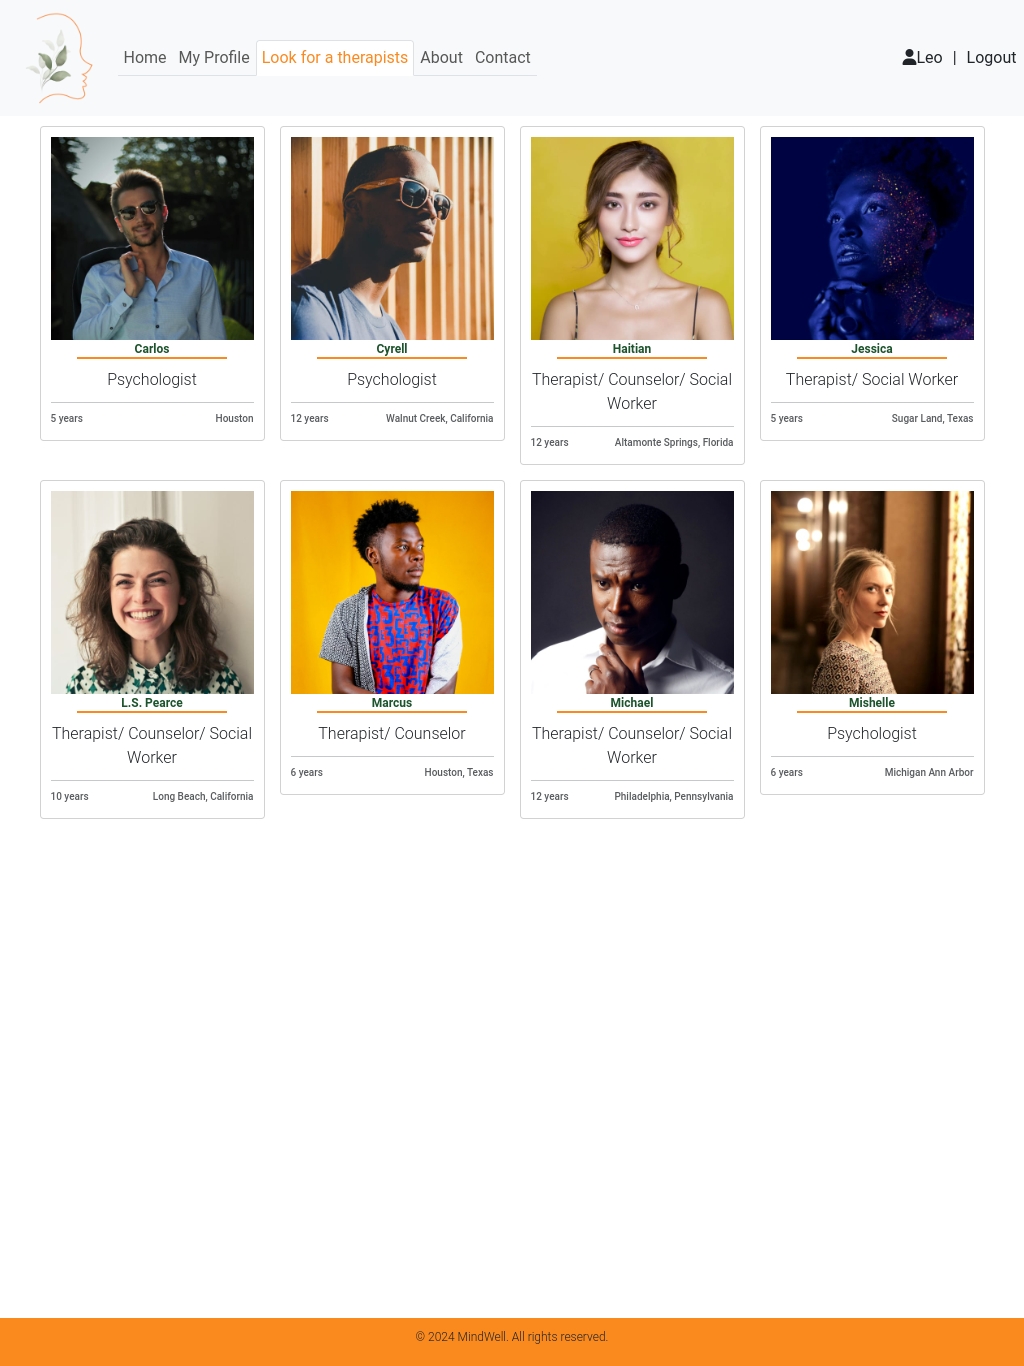 Home My Profile Look for a therapists About Contact Leo | Logout
Carlos
Psychologist
5 years Houston
Cyrell
Psychologist
12 years Walnut Creek, California
Haitian
Therapist/ Counselor/ Social
Worker
12 years Altamonte Springs, Florida
Jessica
Therapist/ Social Worker
5 years Sugar Land, Texas
L.S. Pearce
Therapist/ Counselor/ Social
Worker
10 years Long Beach, California
Marcus
Therapist/ Counselor
6 years Houston, Texas
Michael
Therapist/ Counselor/ Social
Worker
12 years Philadelphia, Pennsylvania
Mishelle
Psychologist
6 years Michigan Ann Arbor
© 2024 MindWell. All rights reserved.